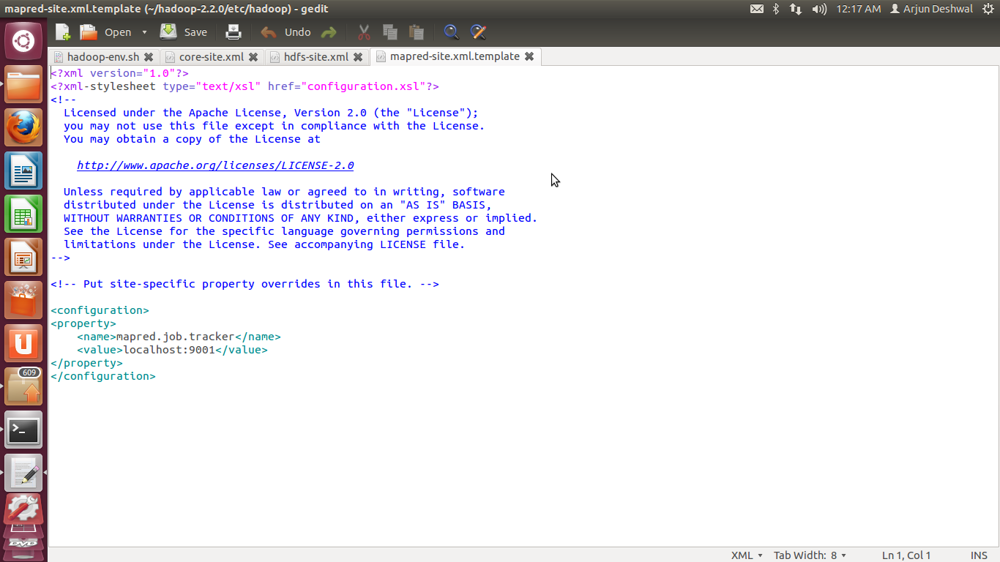 mapred-site.xml.template (~/hadoop-2.2.0/etc/hadoop) - gedit
12:17 AM
Arjun Deshwal
Open
Save
Undo
hadoop-env.sh
core-site.xml
hdfs-site.xml
mapred-site.xml.template
<?xml version="1.0"?>
<?xml-stylesheet type="text/xsl" href="configuration.xsl"?>
<!--
  Licensed under the Apache License, Version 2.0 (the "License");
  you may not use this file except in compliance with the License.
  You may obtain a copy of the License at

    http://www.apache.org/licenses/LICENSE-2.0

  Unless required by applicable law or agreed to in writing, software
  distributed under the License is distributed on an "AS IS" BASIS,
  WITHOUT WARRANTIES OR CONDITIONS OF ANY KIND, either express or implied.
  See the License for the specific language governing permissions and
  limitations under the License. See accompanying LICENSE file.
-->

<!-- Put site-specific property overrides in this file. -->

<configuration>
<property>
    <name>mapred.job.tracker</name>
    <value>localhost:9001</value>
</property>
</configuration>
609
DVD
XML
Tab Width: 8
Ln 1, Col 1
INS